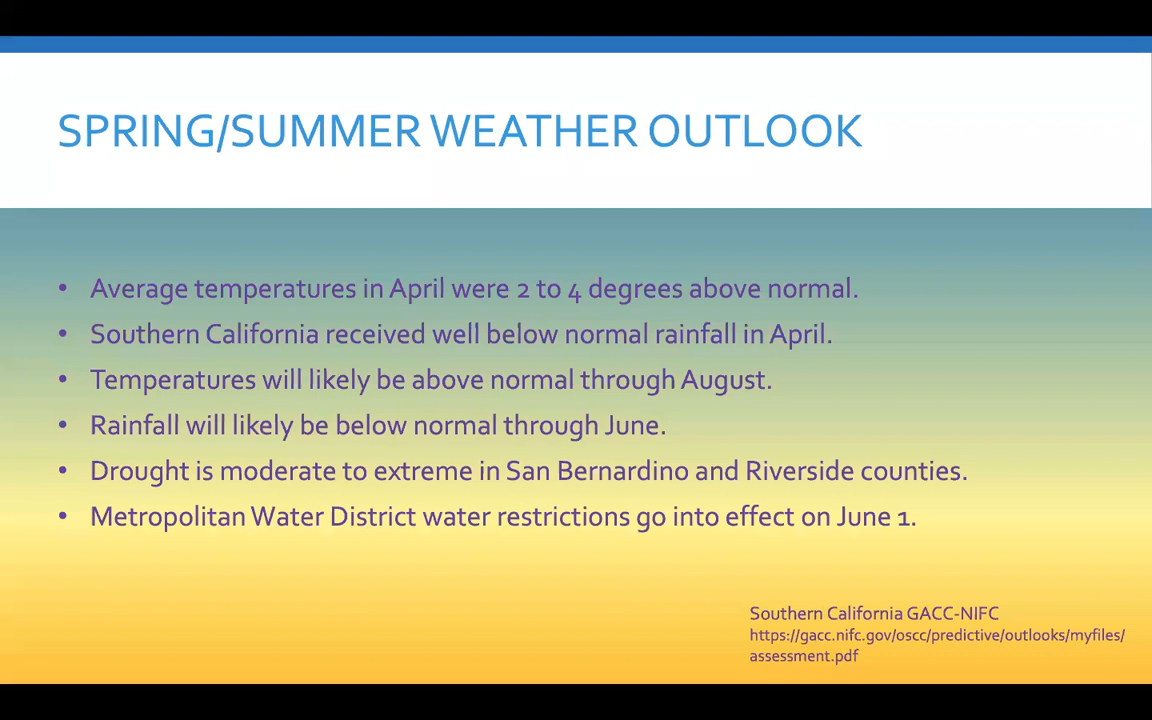 SPRING/SUMMER WEATHER OUTLOOK
• Average temperatures in April were 2 to 4 degrees above normal.
• Southern California received well below normal rainfall in April.
• Temperatures will likely be above normal through August.
• Rainfall will likely be below normal through June.
• Drought is moderate to extreme in San Bernardino and Riverside counties.
• Metropolitan Water District water restrictions go into effect on June 1.
Southern California GACC-NIFC
https://gacc.nifc.gov/oscc/predictive/outlooks/myfiles/
assessment.pdf